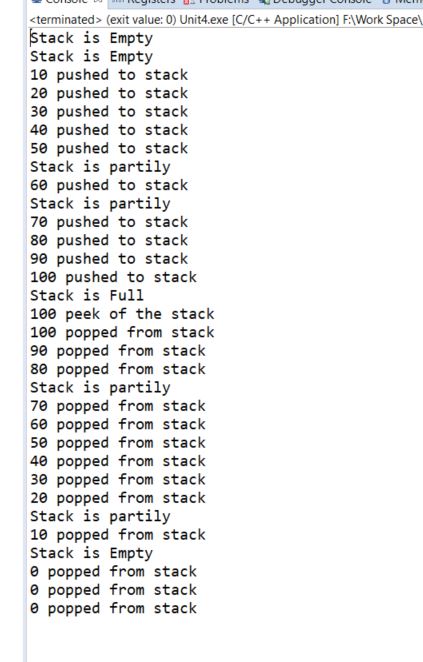 Console Registers Problems Debugger Console Mem
<terminated> (exit value: 0) Unit4.exe [C/C++ Application] F:\Work Space\
Stack is Empty
Stack is Empty
10 pushed to stack
20 pushed to stack
30 pushed to stack
40 pushed to stack
50 pushed to stack
Stack is partily
60 pushed to stack
Stack is partily
70 pushed to stack
80 pushed to stack
90 pushed to stack
100 pushed to stack
Stack is Full
100 peek of the stack
100 popped from stack
90 popped from stack
80 popped from stack
Stack is partily
70 popped from stack
60 popped from stack
50 popped from stack
40 popped from stack
30 popped from stack
20 popped from stack
Stack is partily
10 popped from stack
Stack is Empty
0 popped from stack
0 popped from stack
0 popped from stack